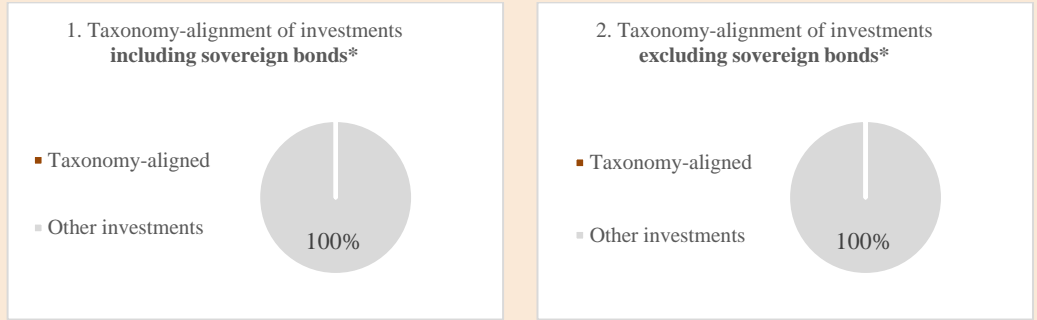 1. Taxonomy-alignment of investments
including sovereign bonds*
Taxonomy-aligned
Other investments
100%
2. Taxonomy-alignment of investments
excluding sovereign bonds*
Taxonomy-aligned
Other investments
100%